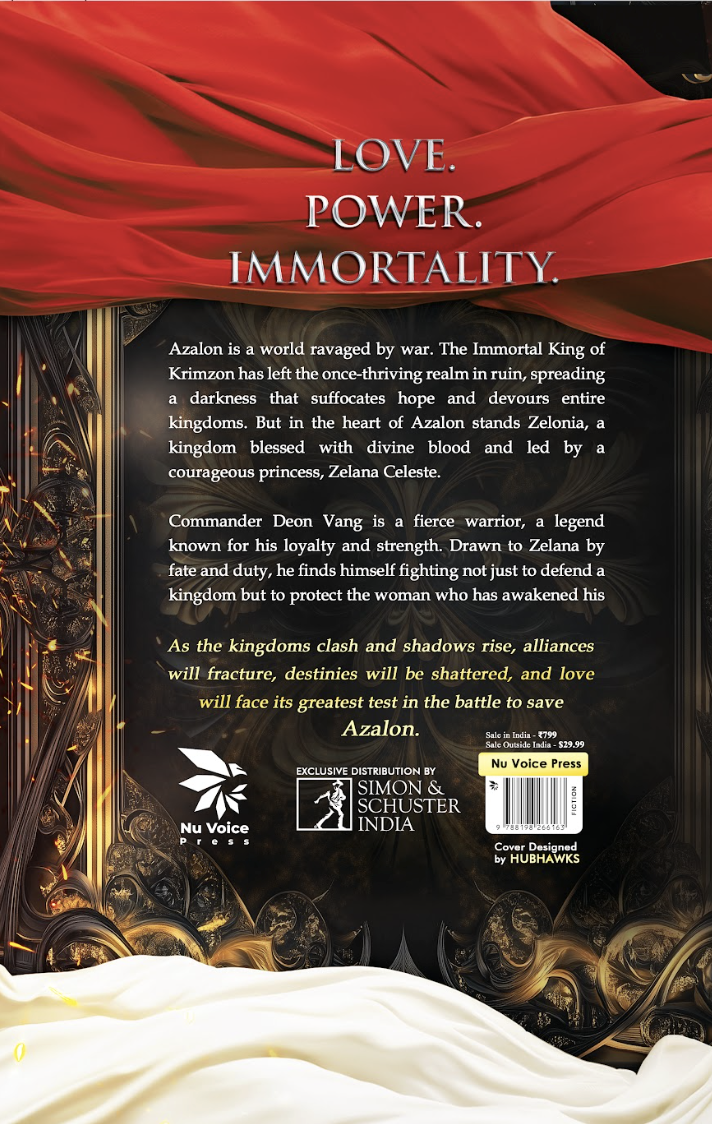 LOVE.
POWER.
IMMORTALITY.
Azalon is a world ravaged by war. The Immortal King of
Krimzon has left the once-thriving realm in ruin, spreading
a darkness that suffocates hope and devours entire
kingdoms. But in the heart of Azalon stands Zelonia, a
kingdom blessed with divine blood and led by a
courageous princess, Zelana Celeste.
Commander Deon Vang is a fierce warrior, a legend
known for his loyalty and strength. Drawn to Zelana by
fate and duty, he finds himself fighting not just to defend a
kingdom but to protect the woman who has awakened his
As the kingdoms clash and shadows rise, alliances
will fracture, destinies will be shattered, and love
will face its greatest test in the battle to save
Azalon.
Sale in India - ₹799
Sale Outside India - $29.99
Nu Voice Press
FICTION
9 788198 266163
Cover Designed
by HUBHAWKS
EXCLUSIVE DISTRIBUTION BY
SIMON &
SCHUSTER
INDIA
Nu Voice
Press